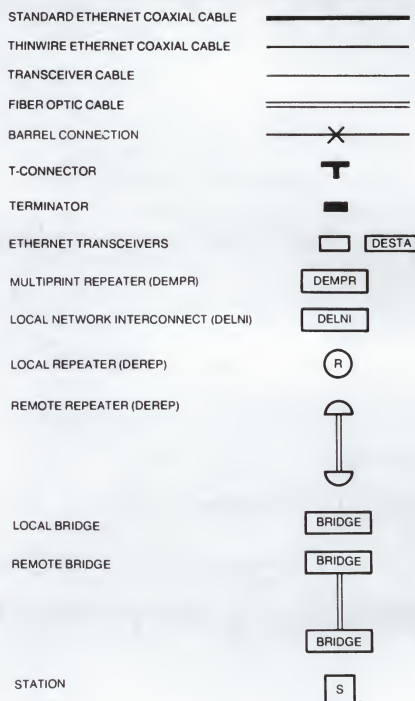 STANDARD ETHERNET COAXIAL CABLE
THINWIRE ETHERNET COAXIAL CABLE
TRANSCEIVER CABLE
FIBER OPTIC CABLE
BARREL CONNECTION
T-CONNECTOR
TERMINATOR
ETHERNET TRANSCEIVERS DESTA
MULTIPRINT REPEATER (DEMPR) DEMPR
LOCAL NETWORK INTERCONNECT (DELNI) DELNI
LOCAL REPEATER (DEREP) R
REMOTE REPEATER (DEREP)
LOCAL BRIDGE BRIDGE
REMOTE BRIDGE BRIDGE
BRIDGE
STATION S